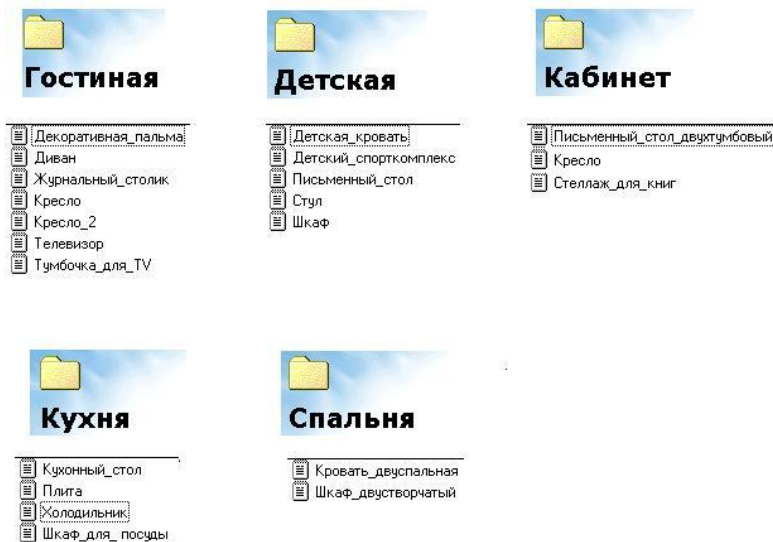 Гостиная
Декоративная_пальма
Диван
Журнальный_столик
Кресло
Кресло_2
Телевизор
Тумбочка_для_TV
Детская
Детская_кровать
Детский_спорткомплекс
Письменный_стол
Стул
Шкаф
Кабинет
Письменный_стол_двухтумбовый
Кресло
Стеллаж_для_книг
Кухня
Кухонный_стол
Плита
Холодильник
Шкаф_для_ посуды
Спальня
Кровать_двуспальная
Шкаф_двустворчатый